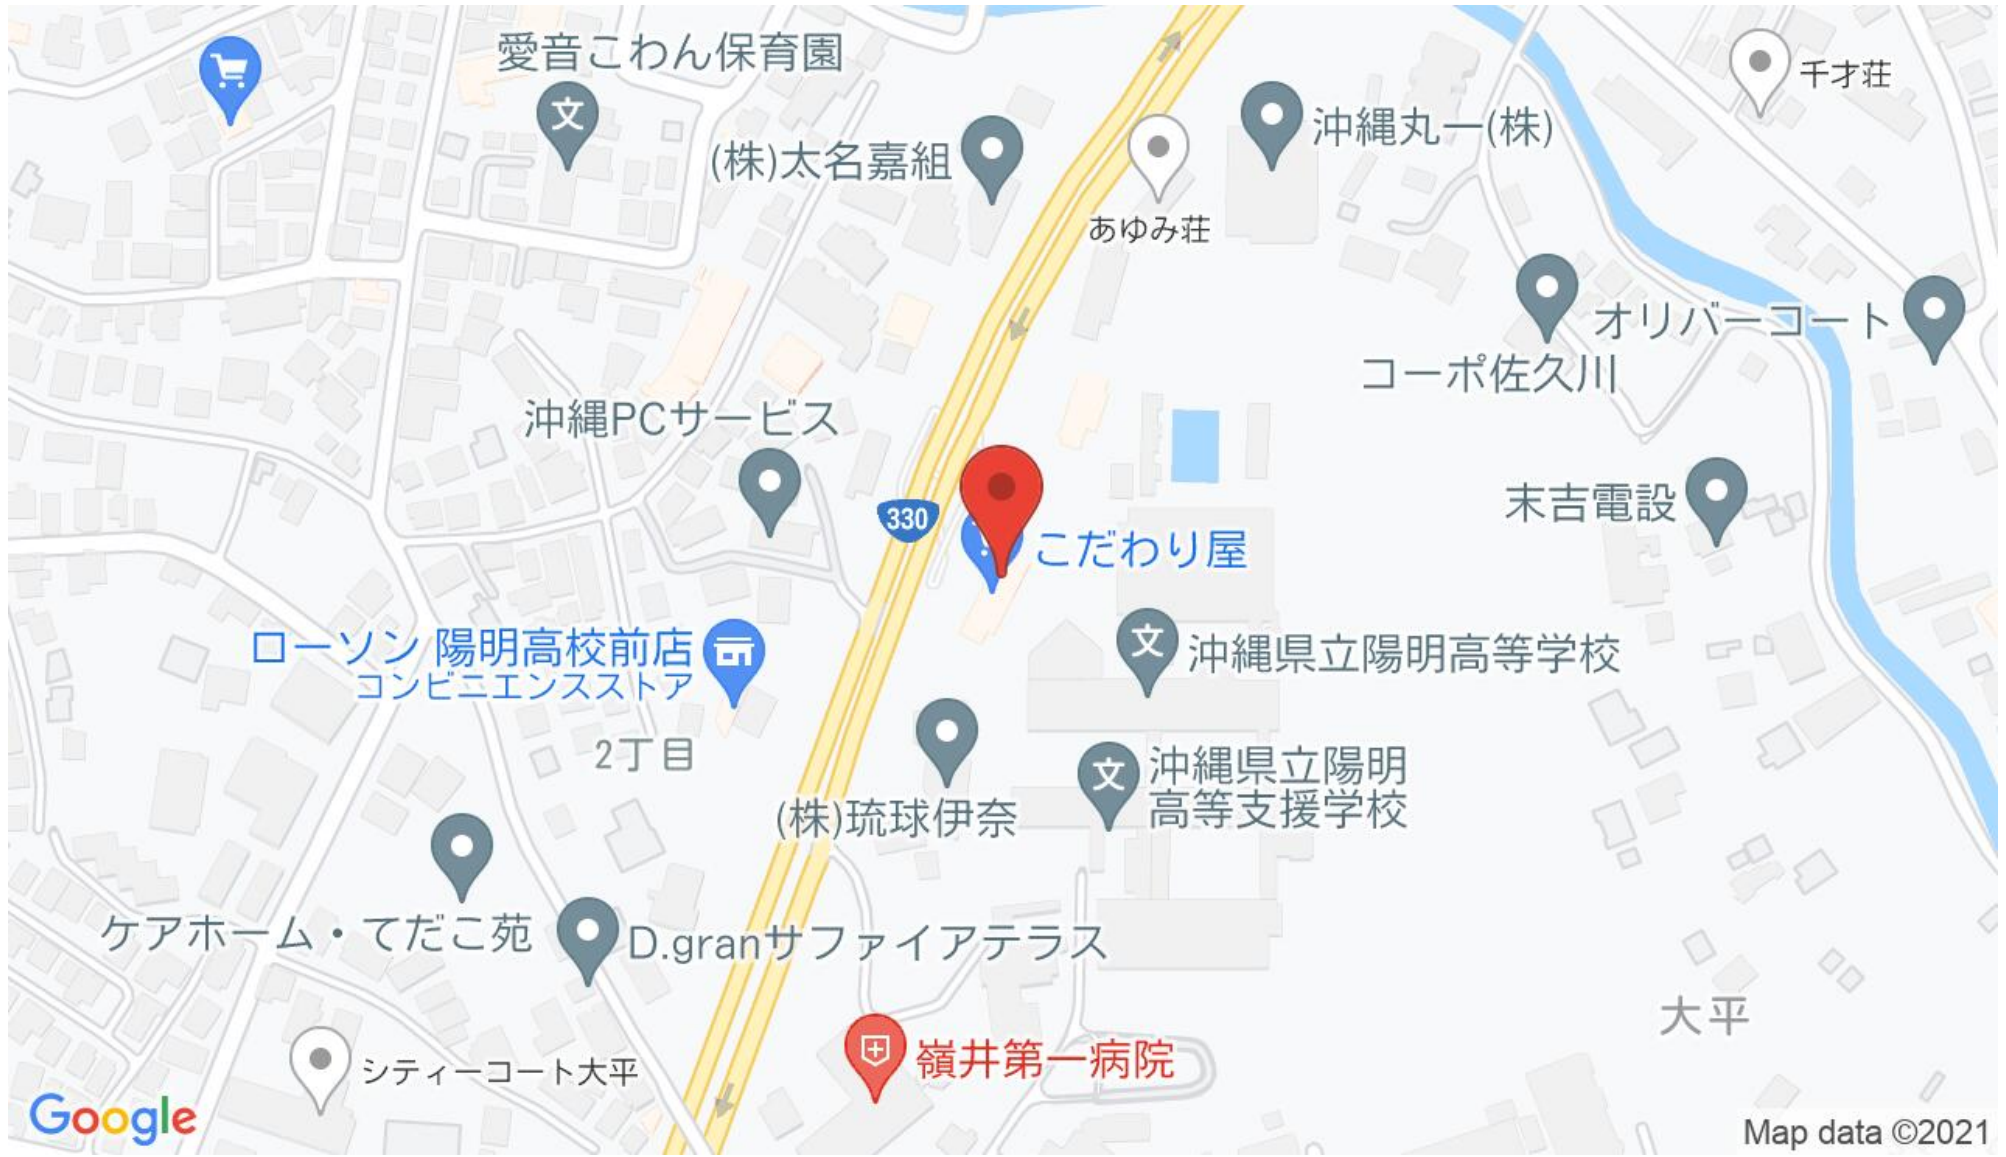 愛音こわん保育園
千才荘
沖縄丸一(株)
(株)太名嘉組
あゆみ荘
オリバーコート
コーポ佐久川
沖縄PCサービス
末吉電設
330
こだわり屋
ローソン 陽明高校前店
コンビニエンスストア
沖縄県立陽明高等学校
2丁目
沖縄県立陽明
高等支援学校
(株)琉球伊奈
ケアホーム・てだこ苑
D.granサファイアテラス
大平
嶺井第一病院
シティーコート大平
Google
Map data ©2021